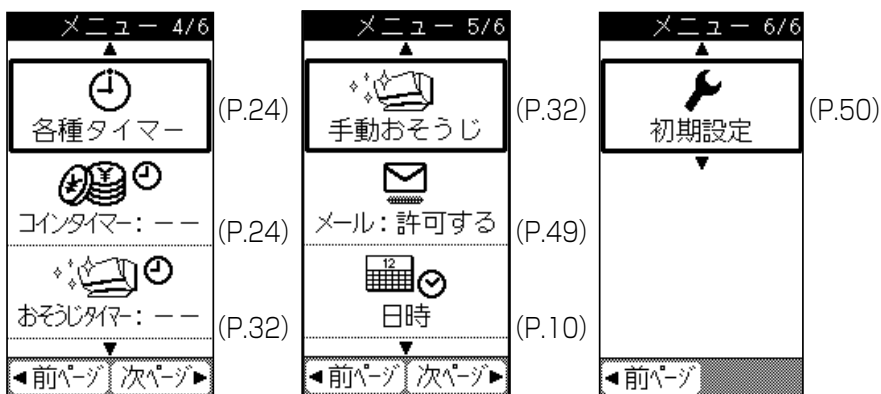 メニュー 4/6
各種タイマー
(P.24)
コインタイマー：－－
(P.24)
おそうじタイマー：－－
(P.32)
◀前ページ 次ページ▶
メニュー 5/6
手動おそうじ
(P.32)
メール：許可する
(P.49)
12
日時
(P.10)
◀前ページ 次ページ▶
メニュー 6/6
初期設定
(P.50)
◀前ページ